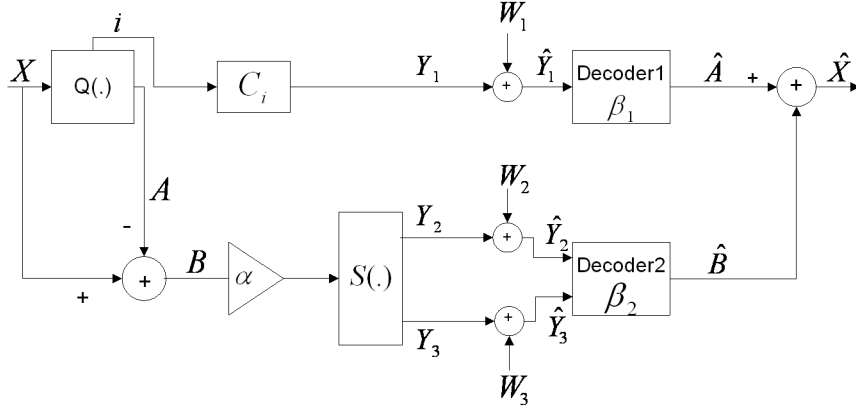 i
W₁
X
Q(.)
Cᵢ
Y₁
+
Ŷ₁
Decoder1
β₁
Â
+
+
X̂
A
-
W₂
Y₂
+
Ŷ₂
+
+
B
α
S(.)
Decoder2
β₂
B̂
Y₃
+
Ŷ₃
W₃